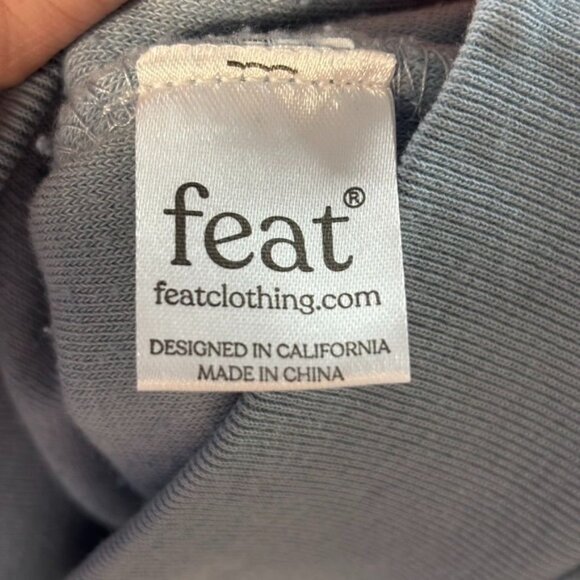 feat®
featclothing.com
DESIGNED IN CALIFORNIA
MADE IN CHINA